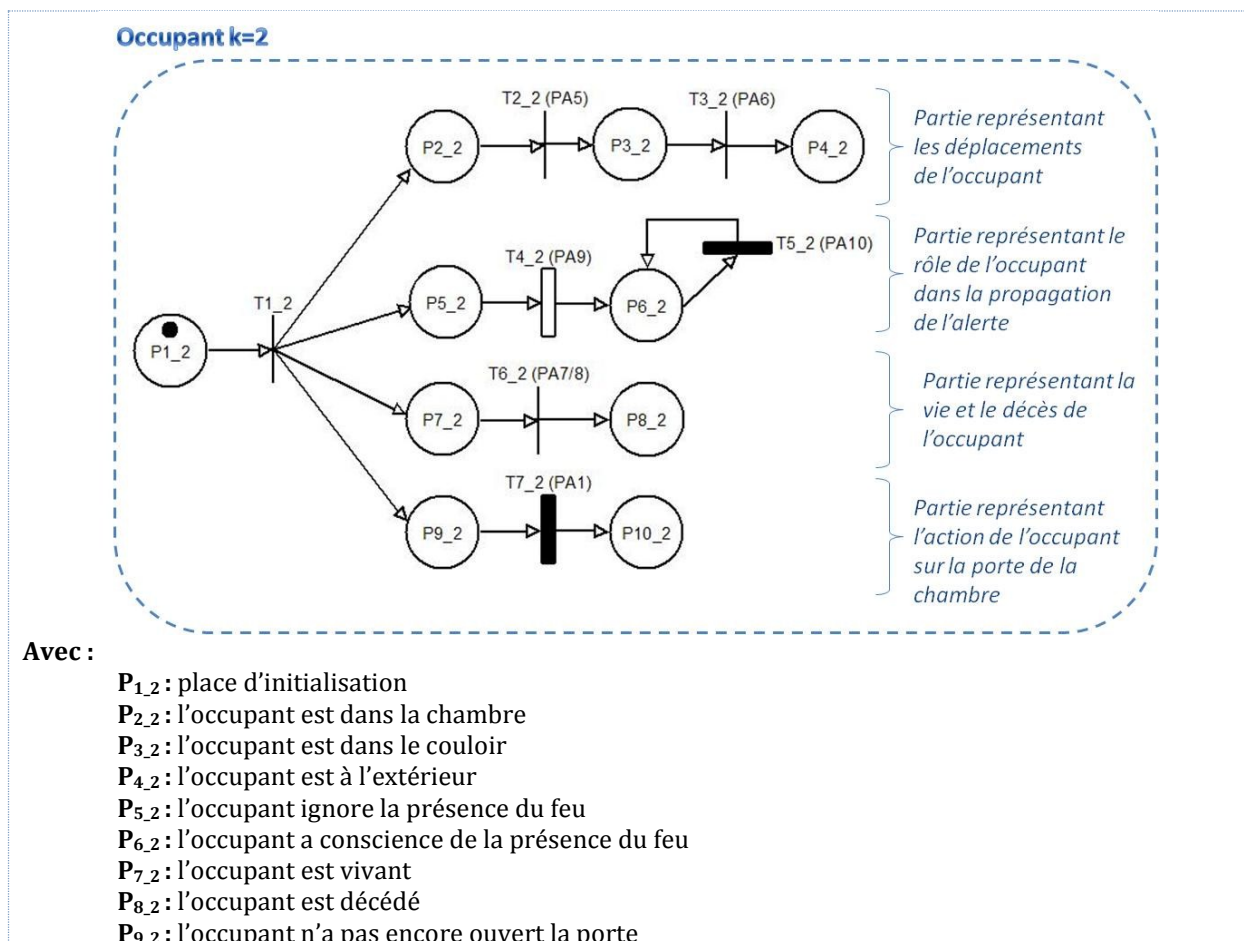 Occupant k=2
T2_2 (PA5)
T3_2 (PA6)
P2_2
P3_2
P4_2
Partie représentant
les déplacements
de l'occupant
T4_2 (PA9)
T5_2 (PA10)
P5_2
P6_2
Partie représentant le
rôle de l'occupant
dans la propagation
de l'alerte
T1_2
P1_2
T6_2 (PA7/8)
P7_2
P8_2
Partie représentant la
vie et le décès de
l'occupant
T7_2 (PA1)
P9_2
P10_2
Partie représentant
l'action de l'occupant
sur la porte de la
chambre
Avec :
P1_2 : place d'initialisation
P2_2 : l'occupant est dans la chambre
P3_2 : l'occupant est dans le couloir
P4_2 : l'occupant est à l'extérieur
P5_2 : l'occupant ignore la présence du feu
P6_2 : l'occupant a conscience de la présence du feu
P7_2 : l'occupant est vivant
P8_2 : l'occupant est décédé
P9_2 : l'occupant n'a pas encore ouvert la porte